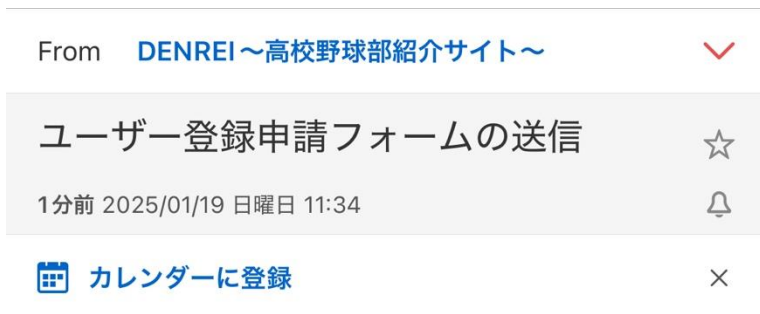 From DENREI～高校野球部紹介サイト～
ユーザー登録申請フォームの送信
1分前 2025/01/19 日曜日 11:34
カレンダーに登録